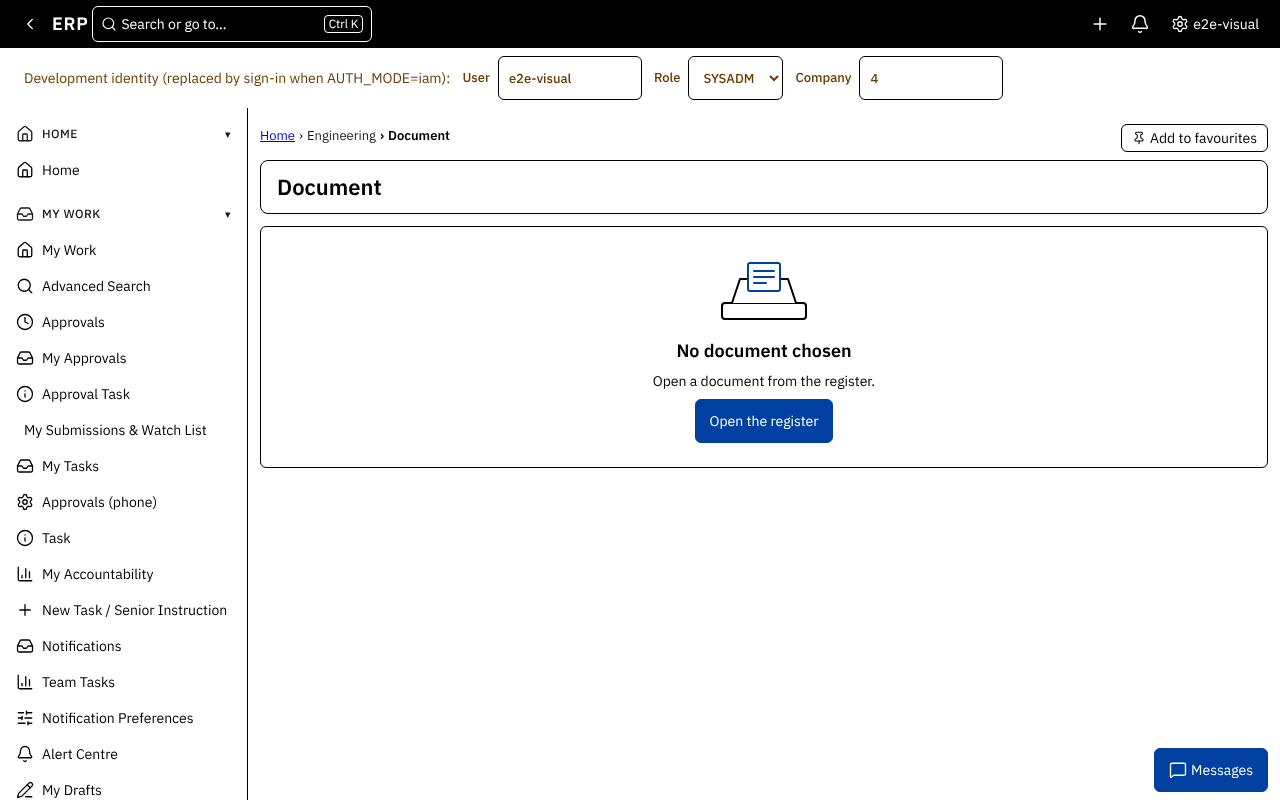 ERP
Search or go to...
Ctrl K
e2e-visual
Development identity (replaced by sign-in when AUTH_MODE=iam):
User
e2e-visual
Role
SYSADM
Company
4
HOME
Home
MY WORK
My Work
Advanced Search
Approvals
My Approvals
Approval Task
My Submissions & Watch List
My Tasks
Approvals (phone)
Task
My Accountability
New Task / Senior Instruction
Notifications
Team Tasks
Notification Preferences
Alert Centre
My Drafts
Home › Engineering › Document
Add to favourites
Document
No document chosen
Open a document from the register.
Open the register
Messages